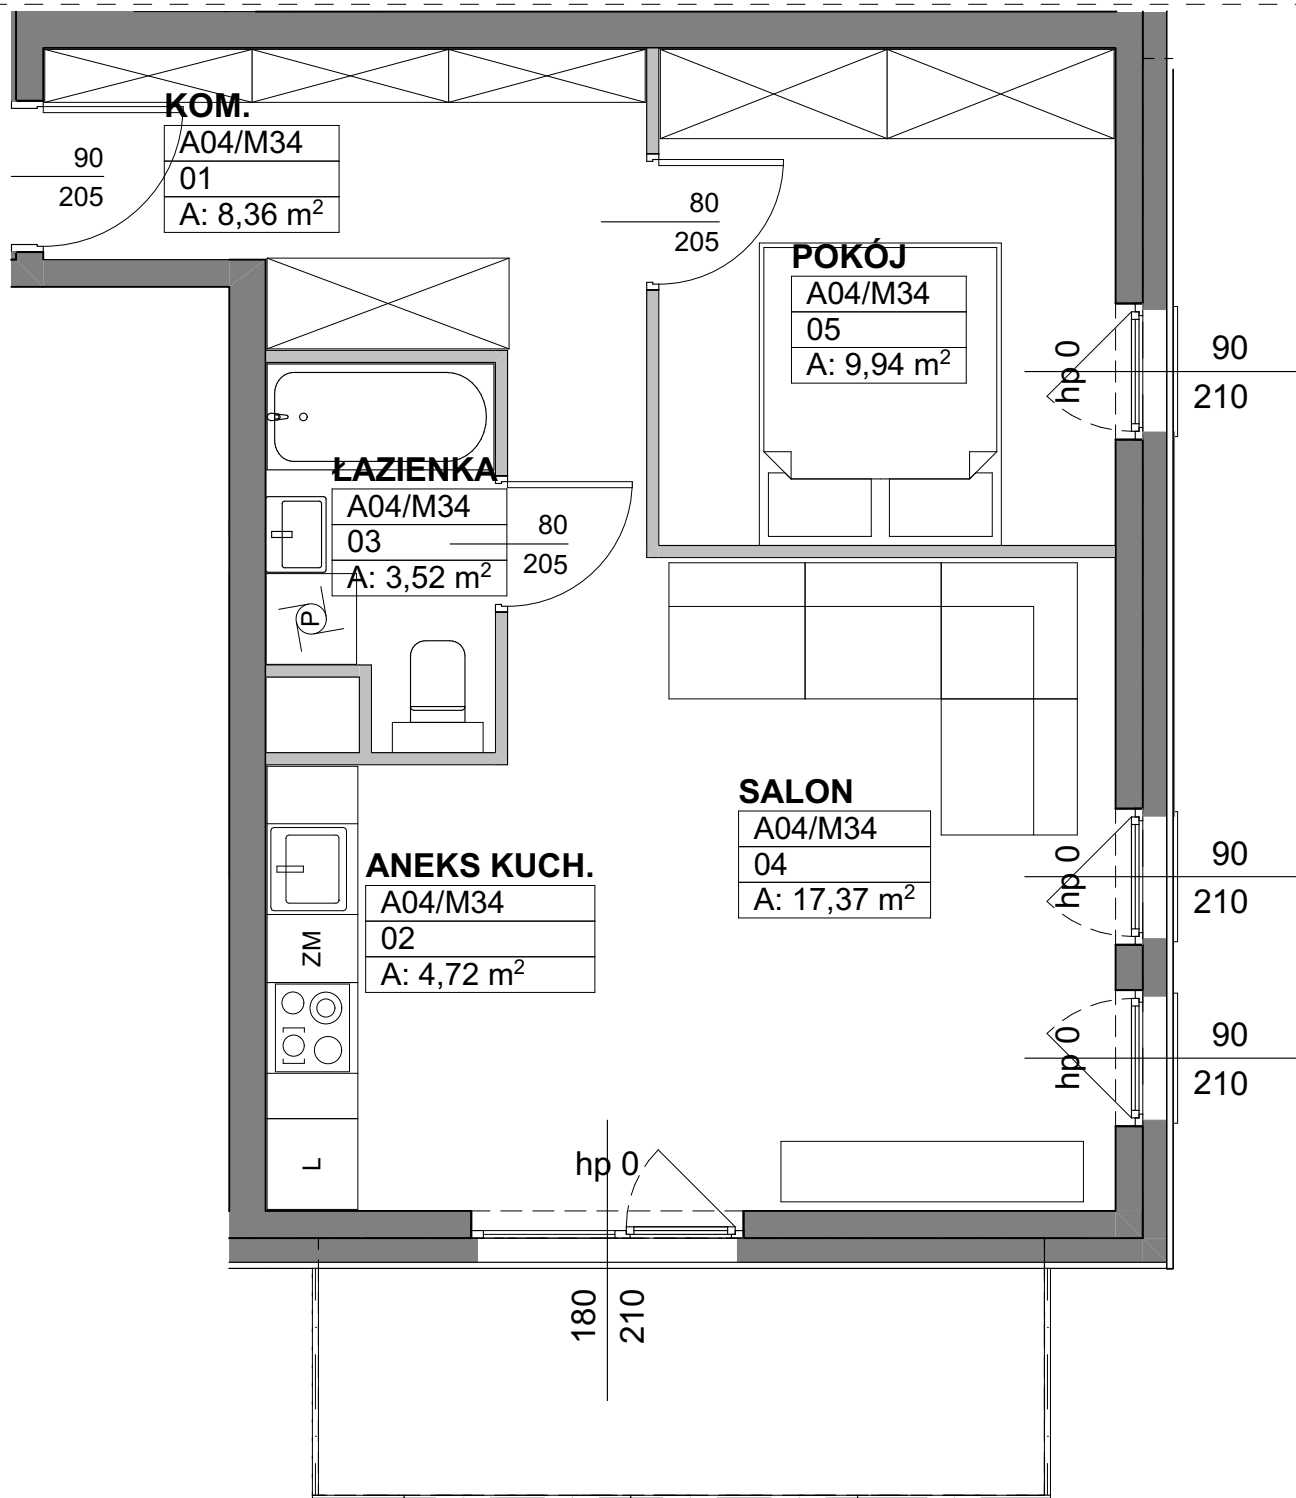 KOM.
A04/M34
01
A: 8,36 m²
90
205
80
205
POKÓJ
A04/M34
05
A: 9,94 m²
hp 0
90
210
ŁAZIENKA
A04/M34
03
A: 3,52 m²
80
205
P
SALON
A04/M34
04
A: 17,37 m²
hp 0
90
210
ANEKS KUCH.
A04/M34
02
A: 4,72 m²
ZM
hp 0
90
210
L
hp 0
180
210